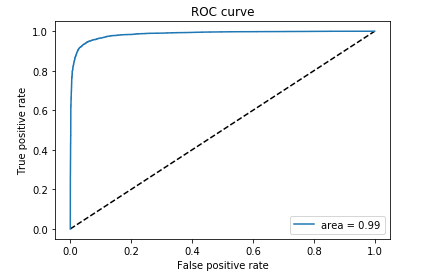 ROC curve
1.0
0.8
0.6
0.4
0.2
0.0
True positive rate
area = 0.99
0.0 0.2 0.4 0.6 0.8 1.0
False positive rate